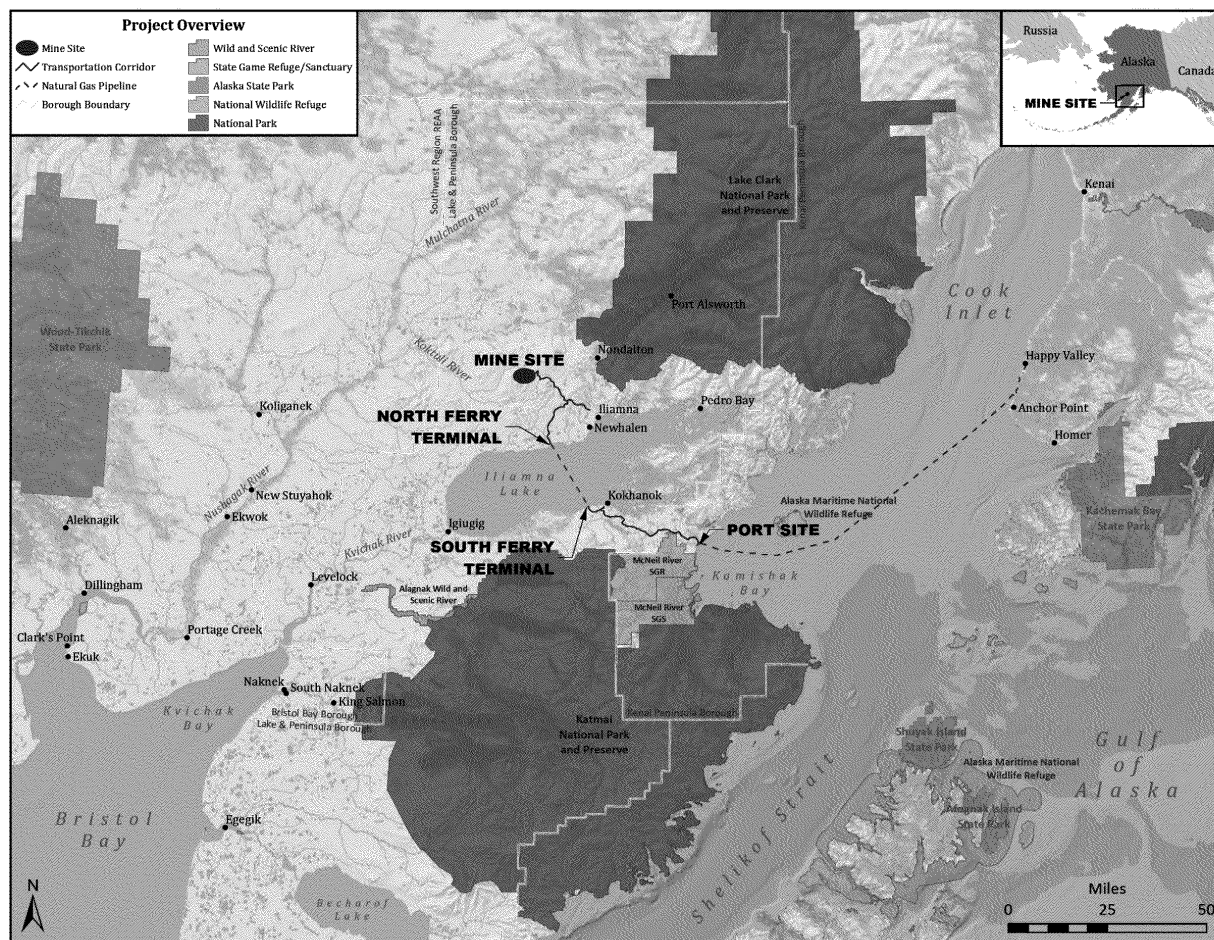 Project Overview
Mine Site
Transportation Corridor
Natural Gas Pipeline
Borough Boundary
Wild and Scenic River
State Game Refuge/Sanctuary
Alaska State Park
National Wildlife Refuge
National Park
Russia
Alaska
Canada
MINE SITE
Southwest Region REAA
Lake & Peninsula Borough
Mulchatna River
Lake Clark
National Park
and Preserve
Kenai Peninsula Borough
Kenai
Cook
Inlet
Port Alsworth
Wood-Tikchik
State Park
Koktuli River
Nondalton
MINE SITE
Happy Valley
Koliganek
NORTH FERRY
TERMINAL
Iliamna
Newhalen
Pedro Bay
Anchor Point
Homer
Iliamna
Lake
Nushagak River
New Stuyahok
Ekwok
Kokhanok
Alaska Maritime National
Wildlife Refuge
Kachemak Bay
State Park
Aleknagik
Igiugig
Kvichak River
SOUTH FERRY
TERMINAL
PORT SITE
McNeil River
SGR
Kamishak
Bay
Dillingham
Levelock
Alagnak Wild and
Scenic River
McNeil River
SGS
Clark's Point
Ekuk
Portage Creek
Naknek
South Naknek
King Salmon
Kvichak
Bay
Bristol Bay Borough
Lake & Peninsula Borough
Katmai
National Park
and Preserve
Kenai Peninsula Borough
Shuyak Island
State Park
Alaska Maritime National
Wildlife Refuge
Gulf
of
Alaska
Shelikof Strait
Island
State Park
Bristol
Bay
Egegik
Becharof
Lake
N
Miles
0 25 50